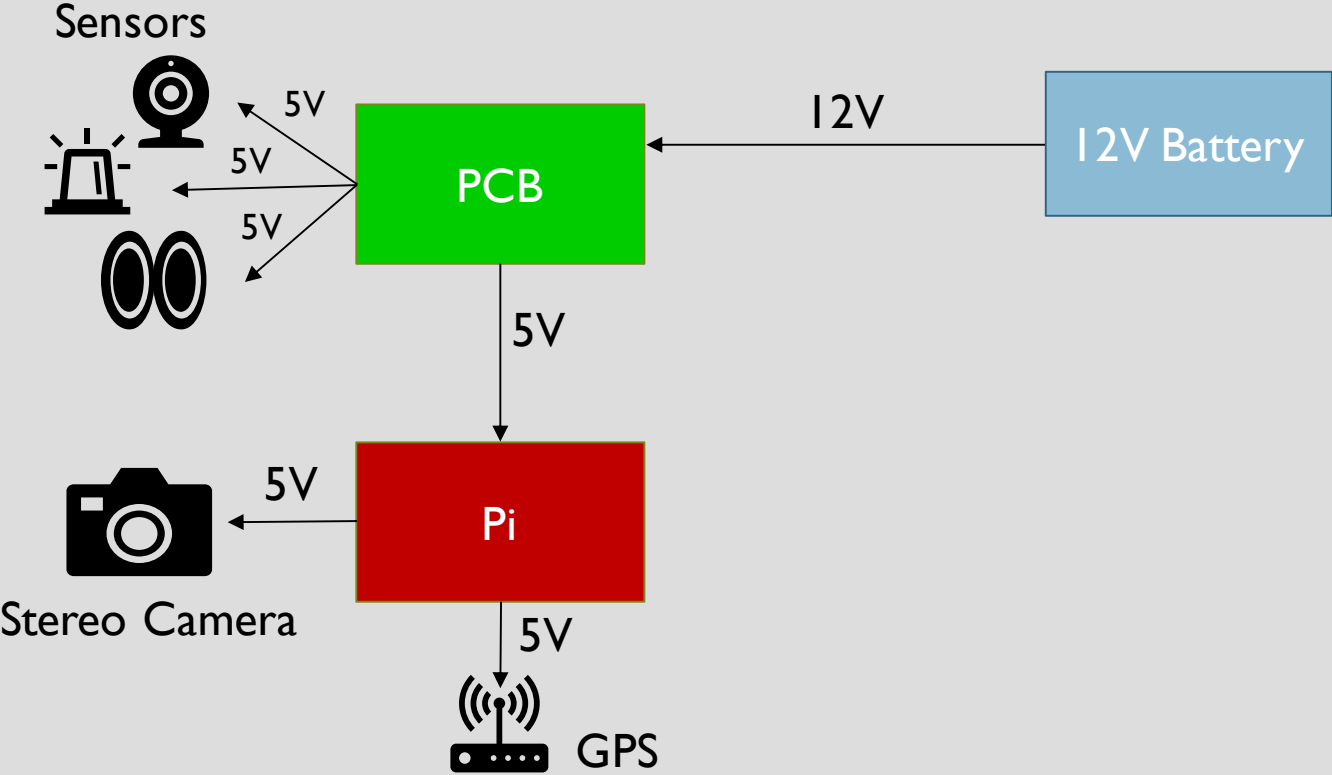 Sensors
5V
12V
12V Battery
5V
PCB
5V
5V
5V
Pi
Stereo Camera
5V
GPS